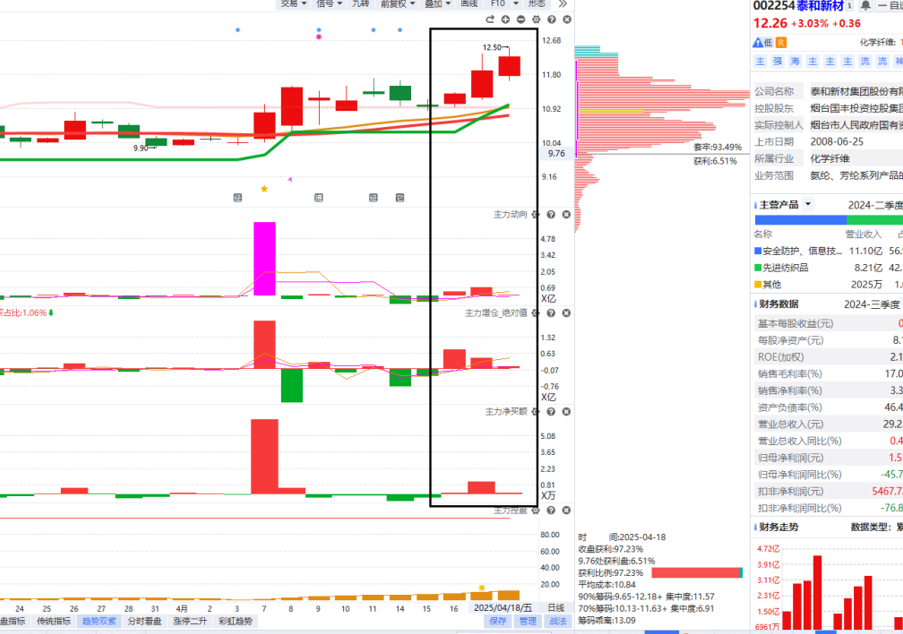 交易 信号 九转 前复权 叠加 画线 F10 形态
12.68
12.50
11.80
10.92
10.04
9.90
9.76
9.16
主力动向
4.78
3.42
2.05
0.69
X亿
买占比:1.06%
主力增仓_绝对值
1.32
0.63
-0.07
-0.76
X亿
主力净买额
5.08
3.65
2.23
0.81
X万
主力控盘
80.00
60.00
40.00
20.00
24 25 26 27 28 31 4月 2 3 7 8 9 10 11 14 15 16 2025/04/18/五 日线
盘指标 传统指标 趋势双紫 分时看盘 涨停二升 彩虹趋势 保存 管理 战法
套牢:93.49%
获利:6.51%
时 间:2025-04-18
收盘获利:97.23%
9.76处获利盘:6.51%
获利比例:97.23%
平均成本:10.84
90%筹码:9.65-12.18+ 集中度:11.57
70%筹码:10.13-11.63+ 集中度:6.91
筹码乖离:13.09
002254 泰和新材
12.26 +3.03% +0.36
低 R 化学纤维:
主 强 海 主 主 主 流 流
公司名称 泰和新材集团股份有
控股股东 烟台国丰投资控股集
实际控制人 烟台市人民政府国有
上市日期 2008-06-25
所属行业 化学纤维
业务范围 氨纶、芳纶系列产品的
主营产品 2024-二季度
名称 营业收入
安全防护、信息技... 11.10亿 56.
先进纺织品 8.21亿 42.
其他 2025万 1.
财务数据 2024-三季度
基本每股收益(元) 0
每股净资产(元) 8.
ROE(加权) 2.1
销售毛利率(%) 17.0
销售净利率(%) 3.3
资产负债率(%) 46.4
营业总收入(元) 29.2
营业总收入同比(%) 0.4
归母净利润(元) 1.5
归母净利润同比(%) -45.7
扣非净利润(元) 5467.7
扣非净利润同比(%) -76.8
财务走势 数据类型:
4.72亿
3.91亿
3.11亿
2.31亿
1.50亿
6961万